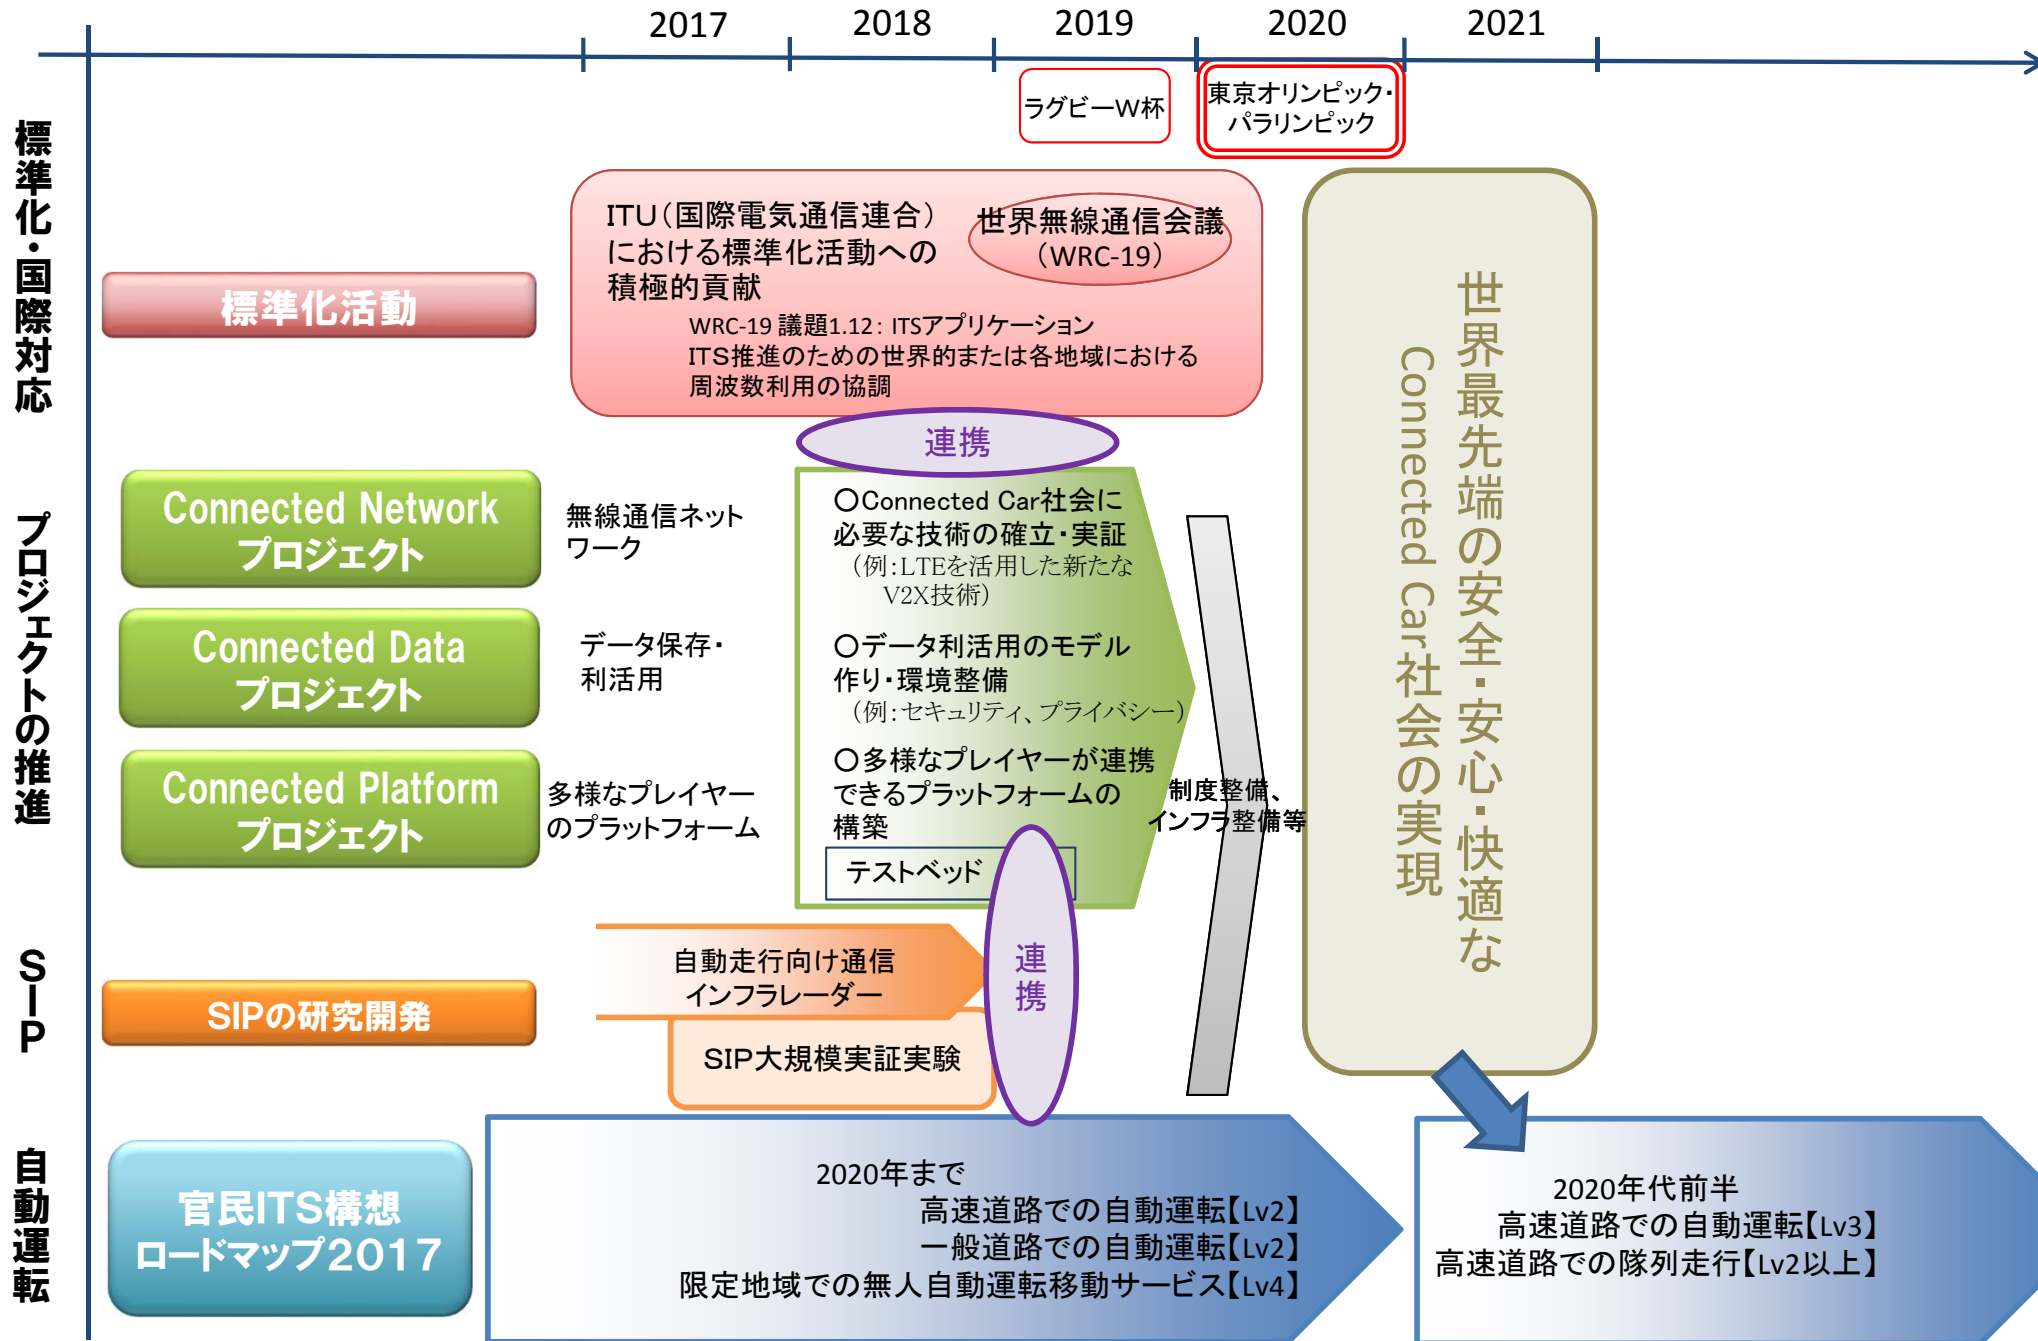 2017
2018
2019
2020
2021
ラグビーW杯
東京オリンピック・
パラリンピック
標準化・国際対応
標準化活動
ITU（国際電気通信連合）
における標準化活動への
積極的貢献
世界無線通信会議
（WRC-19）
WRC-19 議題1.12：ITSアプリケーション
ITS推進のための世界的または各地域における
周波数利用の協調
連携
プロジェクトの推進
Connected Network
プロジェクト
無線通信ネット
ワーク
○Connected Car社会に
必要な技術の確立・実証
（例：LTEを活用した新たな
V2X技術）
Connected Data
プロジェクト
データ保存・
利活用
○データ利活用のモデル
作り・環境整備
（例：セキュリティ、プライバシー）
Connected Platform
プロジェクト
多様なプレイヤー
のプラットフォーム
○多様なプレイヤーが連携
できるプラットフォームの
構築
テストベッド
制度整備、
インフラ整備等
世界最先端の安全・安心・快適な
Connected Car社会の実現
SIP
SIPの研究開発
自動走行向け通信
インフラレーダー
SIP大規模実証実験
連携
自動運転
官民ITS構想
ロードマップ2017
2020年まで
高速道路での自動運転【Lv2】
一般道路での自動運転【Lv2】
限定地域での無人自動運転移動サービス【Lv4】
2020年代前半
高速道路での自動運転【Lv3】
高速道路での隊列走行【Lv2以上】